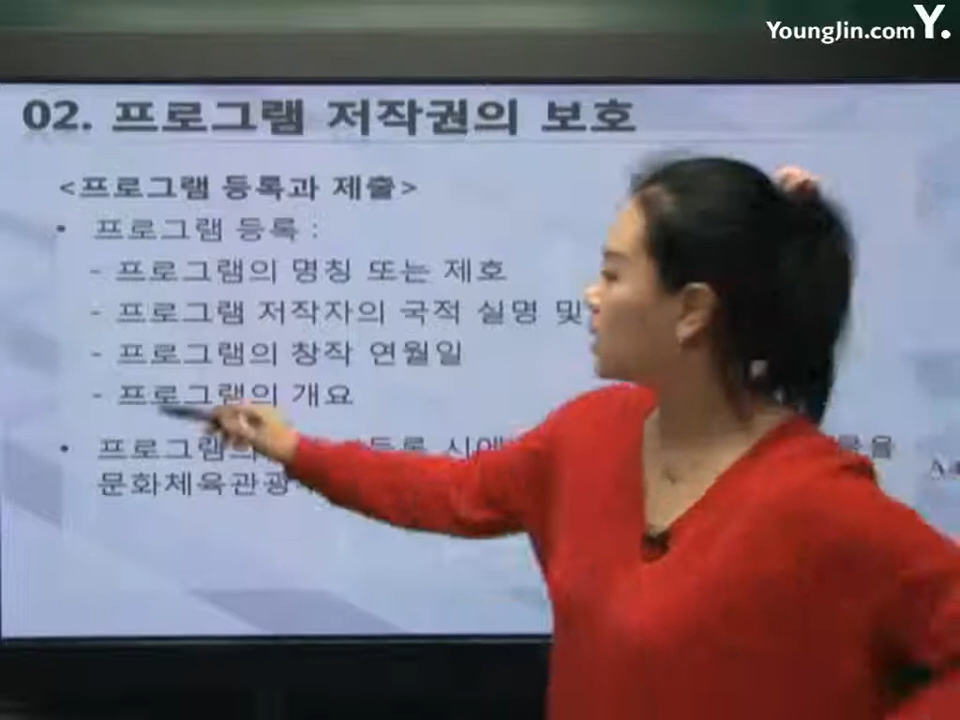 YoungJin.com Y.
02. 프로그램 저작권의 보호
<프로그램 등록과 제출>
• 프로그램 등록 :
- 프로그램의 명칭 또는 제호
- 프로그램 저작자의 국적 실명 및
- 프로그램의 창작 연월일
- 프로그램의 개요
• 프로그램의 등록 시에
문화체육관광